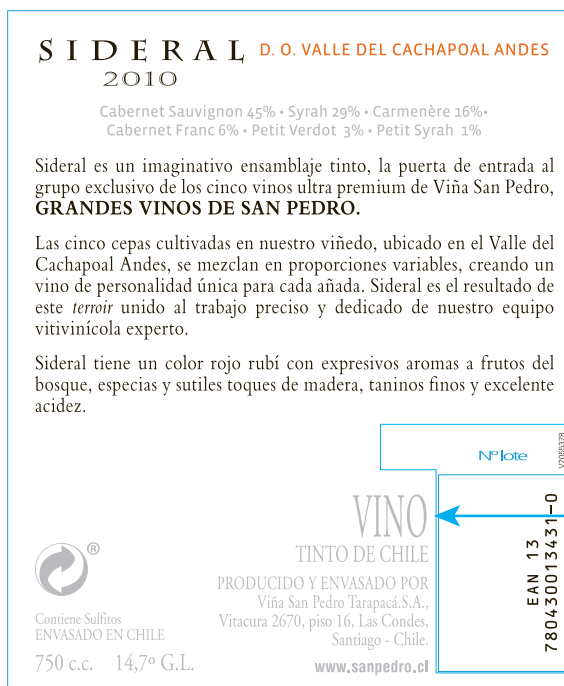 SIDERAL D. O. VALLE DEL CACHAPOAL ANDES
2010
Cabernet Sauvignon 45% • Syrah 29% • Carmenère 16%•
Cabernet Franc 6% • Petit Verdot 3% • Petit Syrah 1%
Sideral es un imaginativo ensamblaje tinto, la puerta de entrada al
grupo exclusivo de los cinco vinos ultra premium de Viña San Pedro,
GRANDES VINOS DE SAN PEDRO.
Las cinco cepas cultivadas en nuestro viñedo, ubicado en el Valle del
Cachapoal Andes, se mezclan en proporciones variables, creando un
vino de personalidad única para cada añada. Sideral es el resultado de
este terroir unido al trabajo preciso y dedicado de nuestro equipo
vitivinícola experto.
Sideral tiene un color rojo rubí con expresivos aromas a frutos del
bosque, especias y sutiles toques de madera, taninos finos y excelente
acidez.
Nº lote
V2055378
VINO
TINTO DE CHILE
PRODUCIDO Y ENVASADO POR
Viña San Pedro Tarapacá.S.A.,
Vitacura 2670, piso 16, Las Condes,
Santiago - Chile.
www.sanpedro.cl
®
Contiene Sulfitos
ENVASADO EN CHILE
750 c.c. 14,7º G.L.
EAN 13
780430013431-0